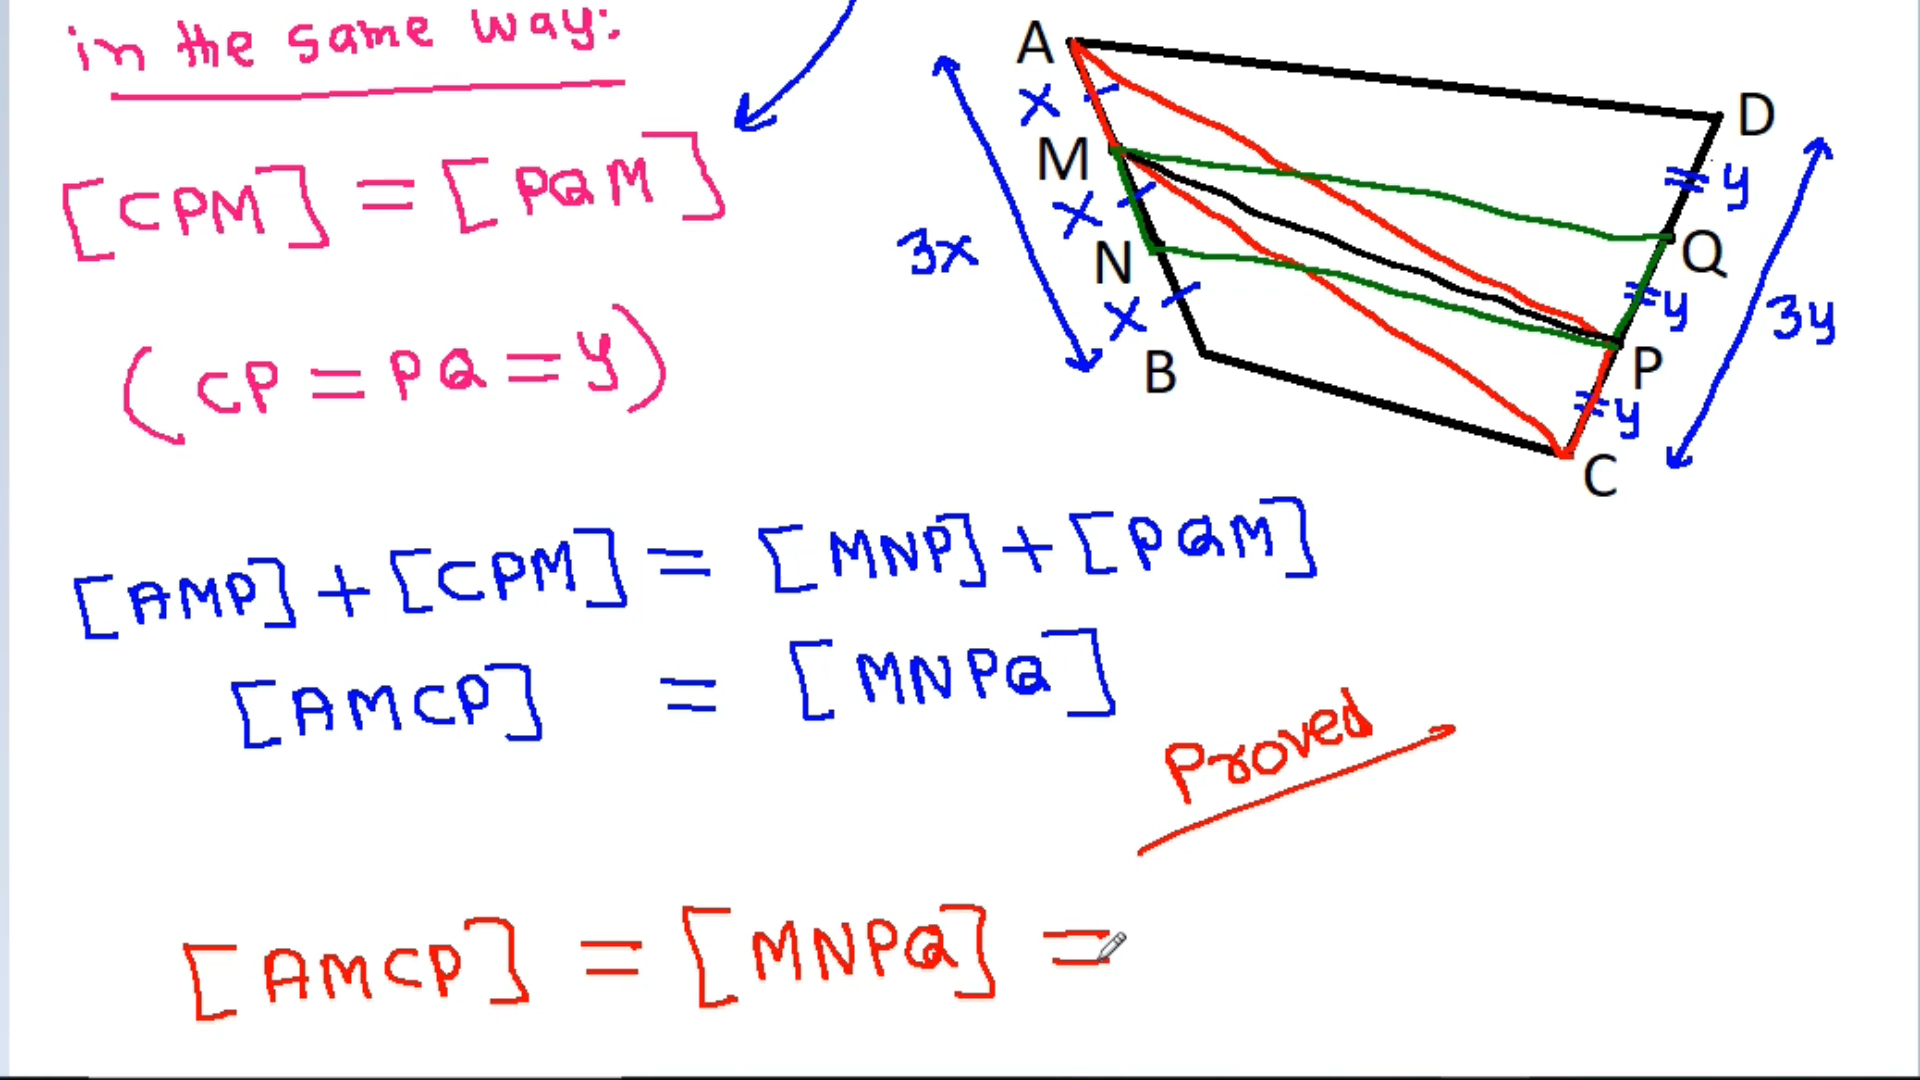 in the same way:
[CPM] = [PQM]
(CP = PQ = y)
A
D
x
M
y
x
3x
N
Q
y
3y
x
B
P
y
C
[AMP] + [CPM] = [MNP] + [PQM]
[AMCP] = [MNPQ]
Proved
[AMCP] = [MNPQ] =